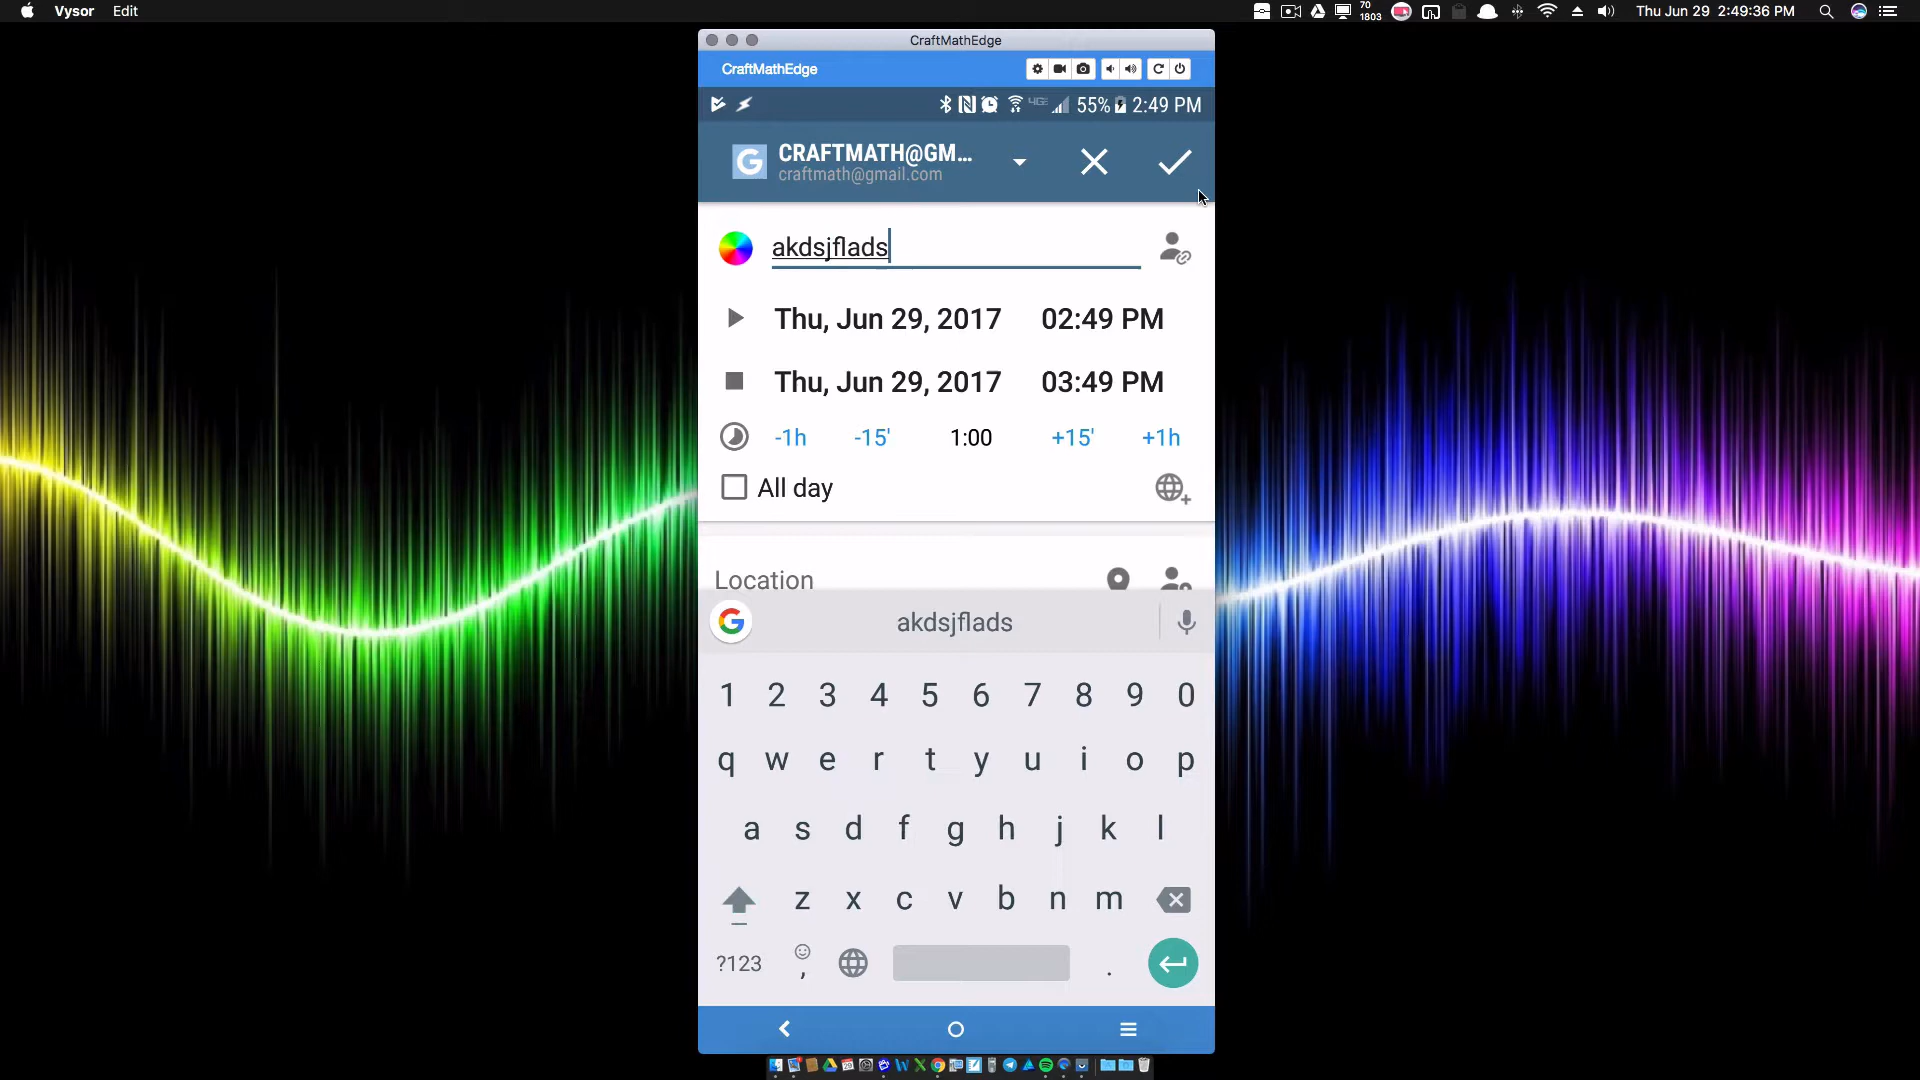 Vysor Edit 70 1803 Thu Jun 29 2:49:36 PM
CraftMathEdge
CraftMathEdge
55% 2:49 PM
CRAFTMATH@GM...
craftmath@gmail.com
akdsjflads
Thu, Jun 29, 2017 02:49 PM
Thu, Jun 29, 2017 03:49 PM
-1h -15' 1:00 +15' +1h
All day
Location
akdsjflads
1 2 3 4 5 6 7 8 9 0
q w e r t y u i o p
a s d f g h j k l
z x c v b n m
?123 , .